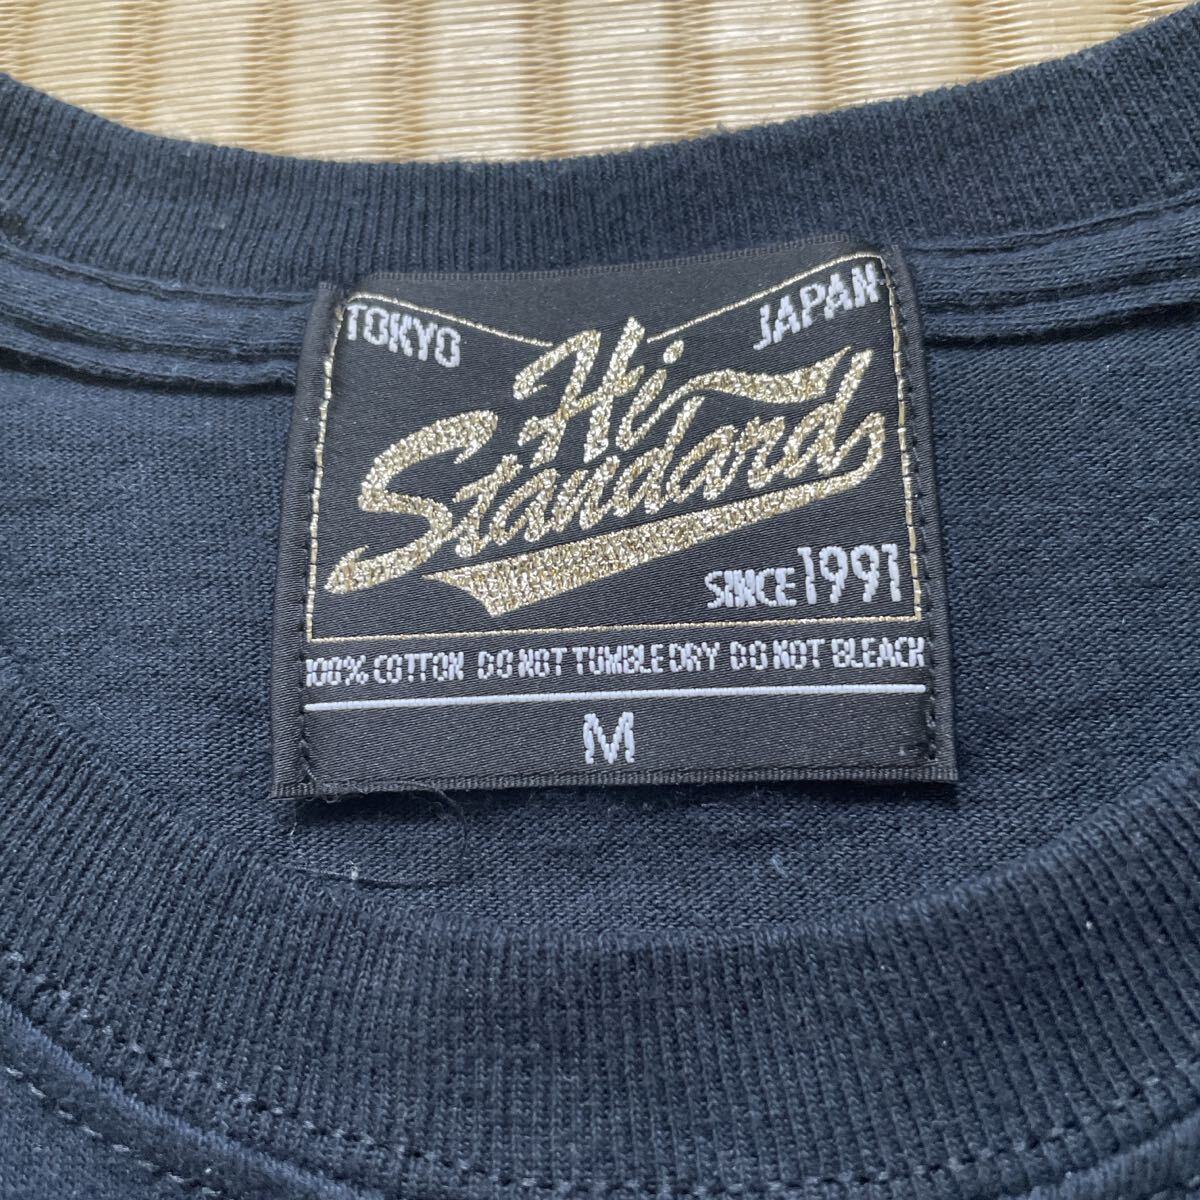 TOKYO
JAPAN
Hi
Standard
SINCE 1991
100% COTTON DO NOT TUMBLE DRY DO NOT BLEACH
M